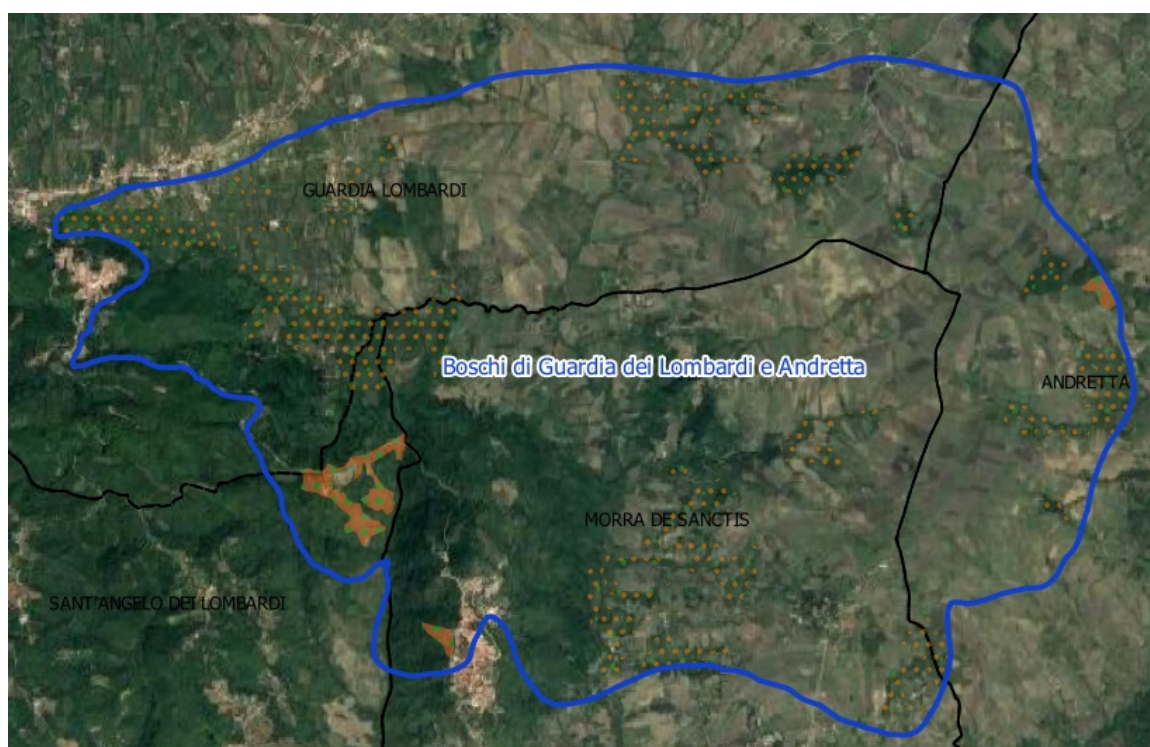 GUARDIA LOMBARDI
Boschi di Guardia dei Lombardi e Andretta
ANDRETTA
MORRA DE SANCTIS
SANT'ANGELO DEI LOMBARDI